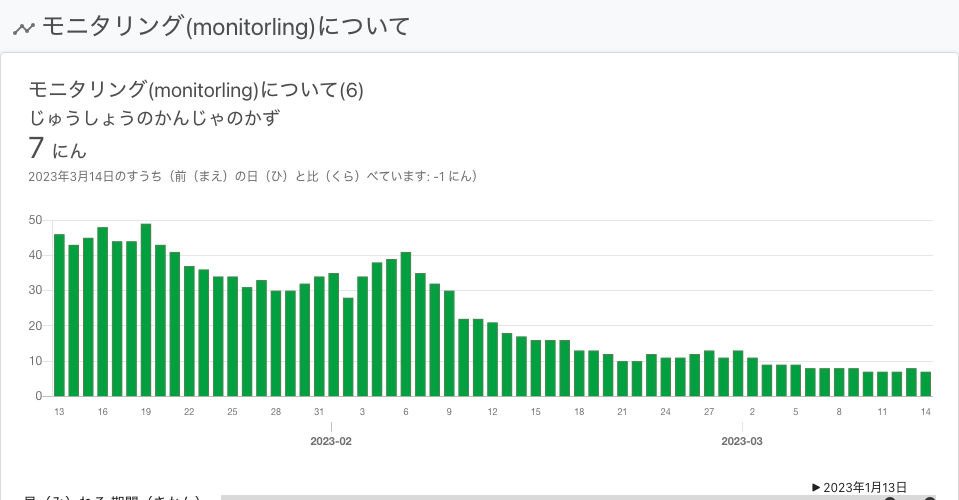 モニタリング(monitorling)について
モニタリング(monitorling)について(6)
じゅうしょうのかんじゃのかず
7 にん
2023年3月14日のすうち（前（まえ）の日（ひ）と比（くら）べています: -1 にん）
50
40
30
20
10
0
13 16 19 22 25 28 31 3 6 9 12 15 18 21 24 27 2 5 8 11 14
2023-02 2023-03
▶ 2023年1月13日